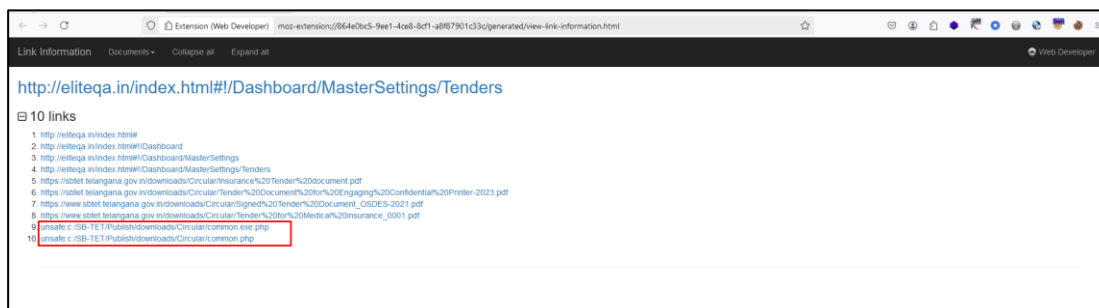 Extension (Web Developer) moz-extension://864e0bc5-9ee1-4ce8-8cf1-a8f87901c33c/generated/view-link-information.html
Link Information Documents Collapse all Expand all Web Developer
http://eliteqa.in/index.html#!/Dashboard/MasterSettings/Tenders
10 links
1. http://eliteqa.in/index.html#
2. http://eliteqa.in/index.html#!/Dashboard
3. http://eliteqa.in/index.html#!/Dashboard/MasterSettings
4. http://eliteqa.in/index.html#!/Dashboard/MasterSettings/Tenders
5. https://sbtet.telangana.gov.in/downloads/Circular/Insurance%20Tender%20document.pdf
6. https://sbtet.telangana.gov.in/downloads/Circular/Tender%20Document%20for%20Engaging%20Confidential%20Printer-2023.pdf
7. https://www.sbtet.telangana.gov.in/downloads/Circular/Signed%20Tender%20Document_OSDES-2021.pdf
8. https://www.sbtet.telangana.gov.in/downloads/Circular/Tender%20for%20Medical%20insurance_0001.pdf
9. unsafe:c:/SB-TET/Publish/downloads/Circular/common.exe.php
10. unsafe:c:/SB-TET/Publish/downloads/Circular/common.php